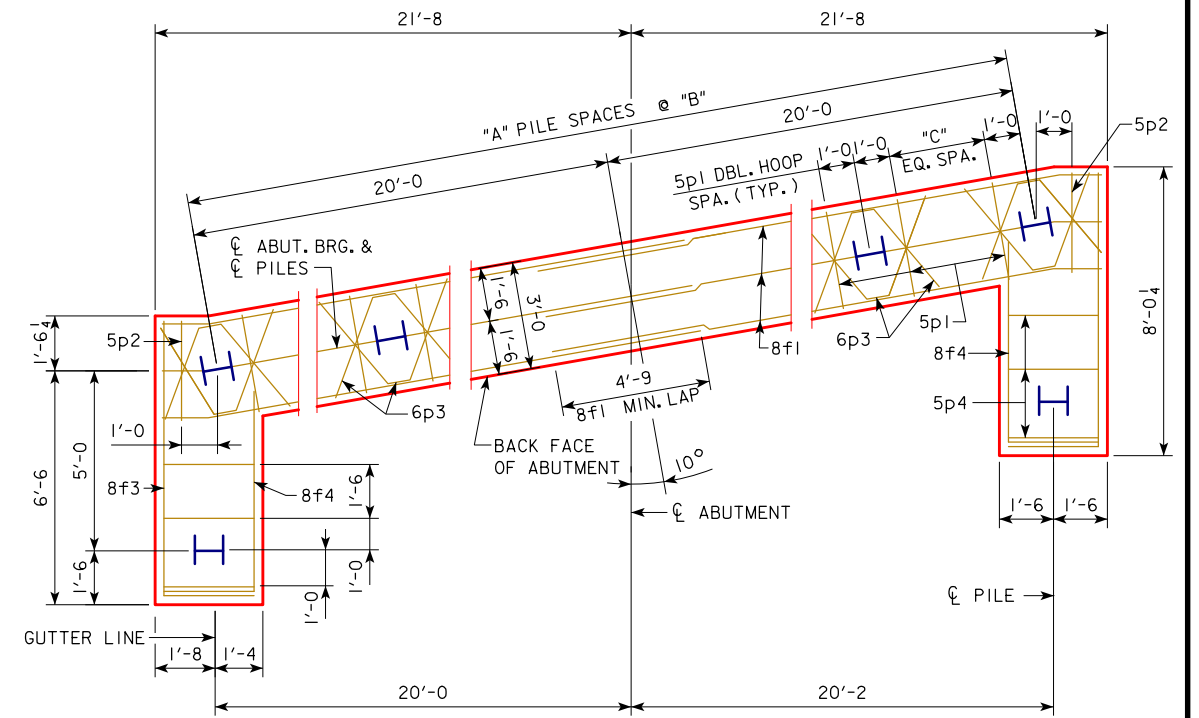 21'-8
21'-8
"A" PILE SPACES @ "B"
20'-0
20'-0
1'-0
1'-0
"C"
EQ. SPA.
1'-0
1'-0
5p2
5p1 DBL. HOOP
SPA. (TYP.)
℄ ABUT. BRG. &
℄ PILES
1'-6
1'-6
3'-0
1'-6¼
5p2
8f1
6p3
5p1
8f4
8'-0¼
4'-9
8f1 MIN. LAP
6p3
5p4
1'-0
BACK FACE
OF ABUTMENT
10°
5'-0
6'-6
8f3
8f4
1'-6
1'-6
1'-6
℄ ABUTMENT
1'-6
1'-0
1'-0
℄ PILE
GUTTER LINE
1'-8
1'-4
20'-0
20'-2